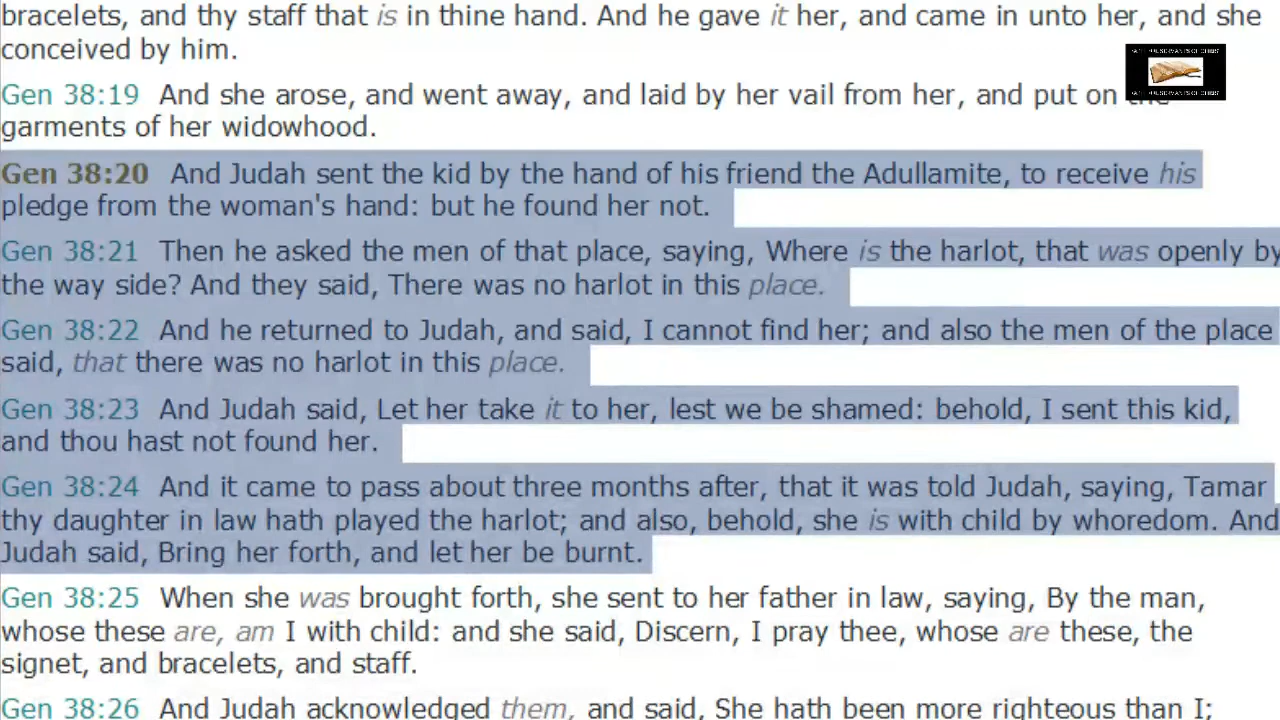 bracelets, and thy staff that is in thine hand. And he gave it her, and came in unto her, and she
conceived by him.
Gen 38:19 And she arose, and went away, and laid by her vail from her, and put on the
garments of her widowhood.
Gen 38:20 And Judah sent the kid by the hand of his friend the Adullamite, to receive his
pledge from the woman's hand: but he found her not.
Gen 38:21 Then he asked the men of that place, saying, Where is the harlot, that was openly by
the way side? And they said, There was no harlot in this place.
Gen 38:22 And he returned to Judah, and said, I cannot find her; and also the men of the place
said, that there was no harlot in this place.
Gen 38:23 And Judah said, Let her take it to her, lest we be shamed: behold, I sent this kid,
and thou hast not found her.
Gen 38:24 And it came to pass about three months after, that it was told Judah, saying, Tamar
thy daughter in law hath played the harlot; and also, behold, she is with child by whoredom. And
Judah said, Bring her forth, and let her be burnt.
Gen 38:25 When she was brought forth, she sent to her father in law, saying, By the man,
whose these are, am I with child: and she said, Discern, I pray thee, whose are these, the
signet, and bracelets, and staff.
Gen 38:26 And Judah acknowledged them, and said, She hath been more righteous than I;